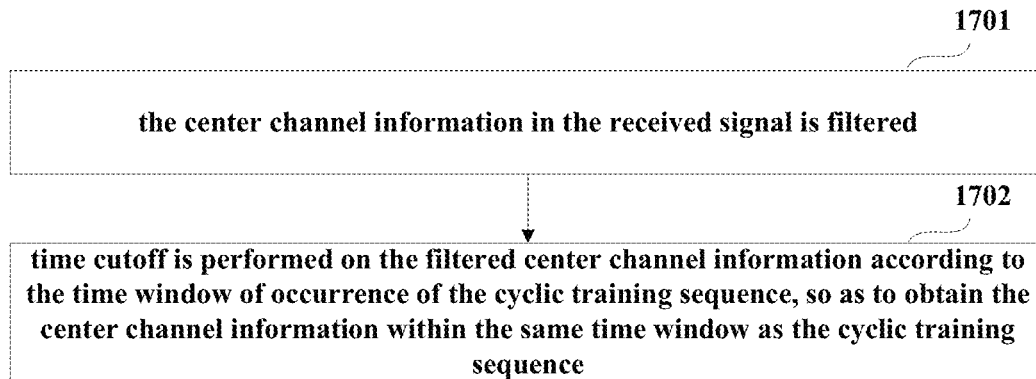 1701
the center channel information in the received signal is filtered
1702
time cutoff is performed on the filtered center channel information according to
the time window of occurrence of the cyclic training sequence, so as to obtain the
center channel information within the same time window as the cyclic training
sequence